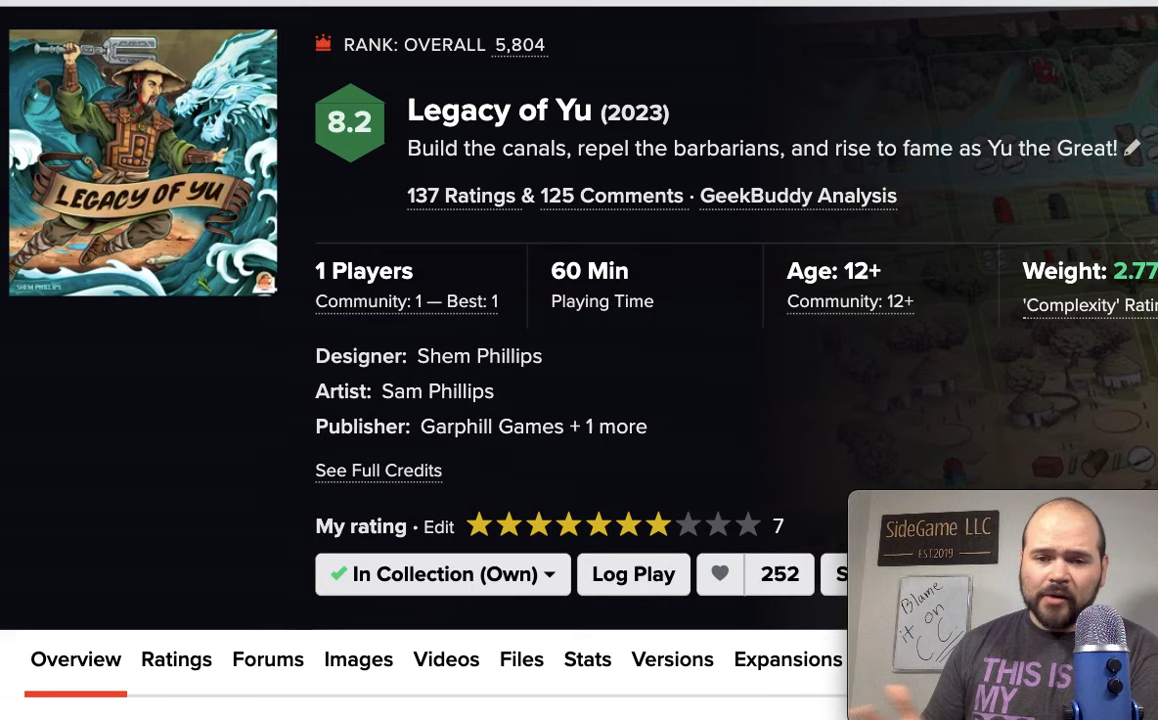 RANK: OVERALL 5,804
8.2
Legacy of Yu (2023)
Build the canals, repel the barbarians, and rise to fame as Yu the Great!
137 Ratings & 125 Comments · GeekBuddy Analysis
LEGACY OF YU
SHEM PHILLIPS
1 Players
60 Min
Age: 12+
Weight: 2.77
Community: 1 — Best: 1
Playing Time
Community: 12+
'Complexity' Ratin
Designer: Shem Phillips
Artist: Sam Phillips
Publisher: Garphill Games + 1 more
See Full Credits
My rating · Edit
7
In Collection (Own)
Log Play
252
S
SideGame LLC
EST.2019
Blame
it on
CC
THIS IS
MY
Overview
Ratings
Forums
Images
Videos
Files
Stats
Versions
Expansions